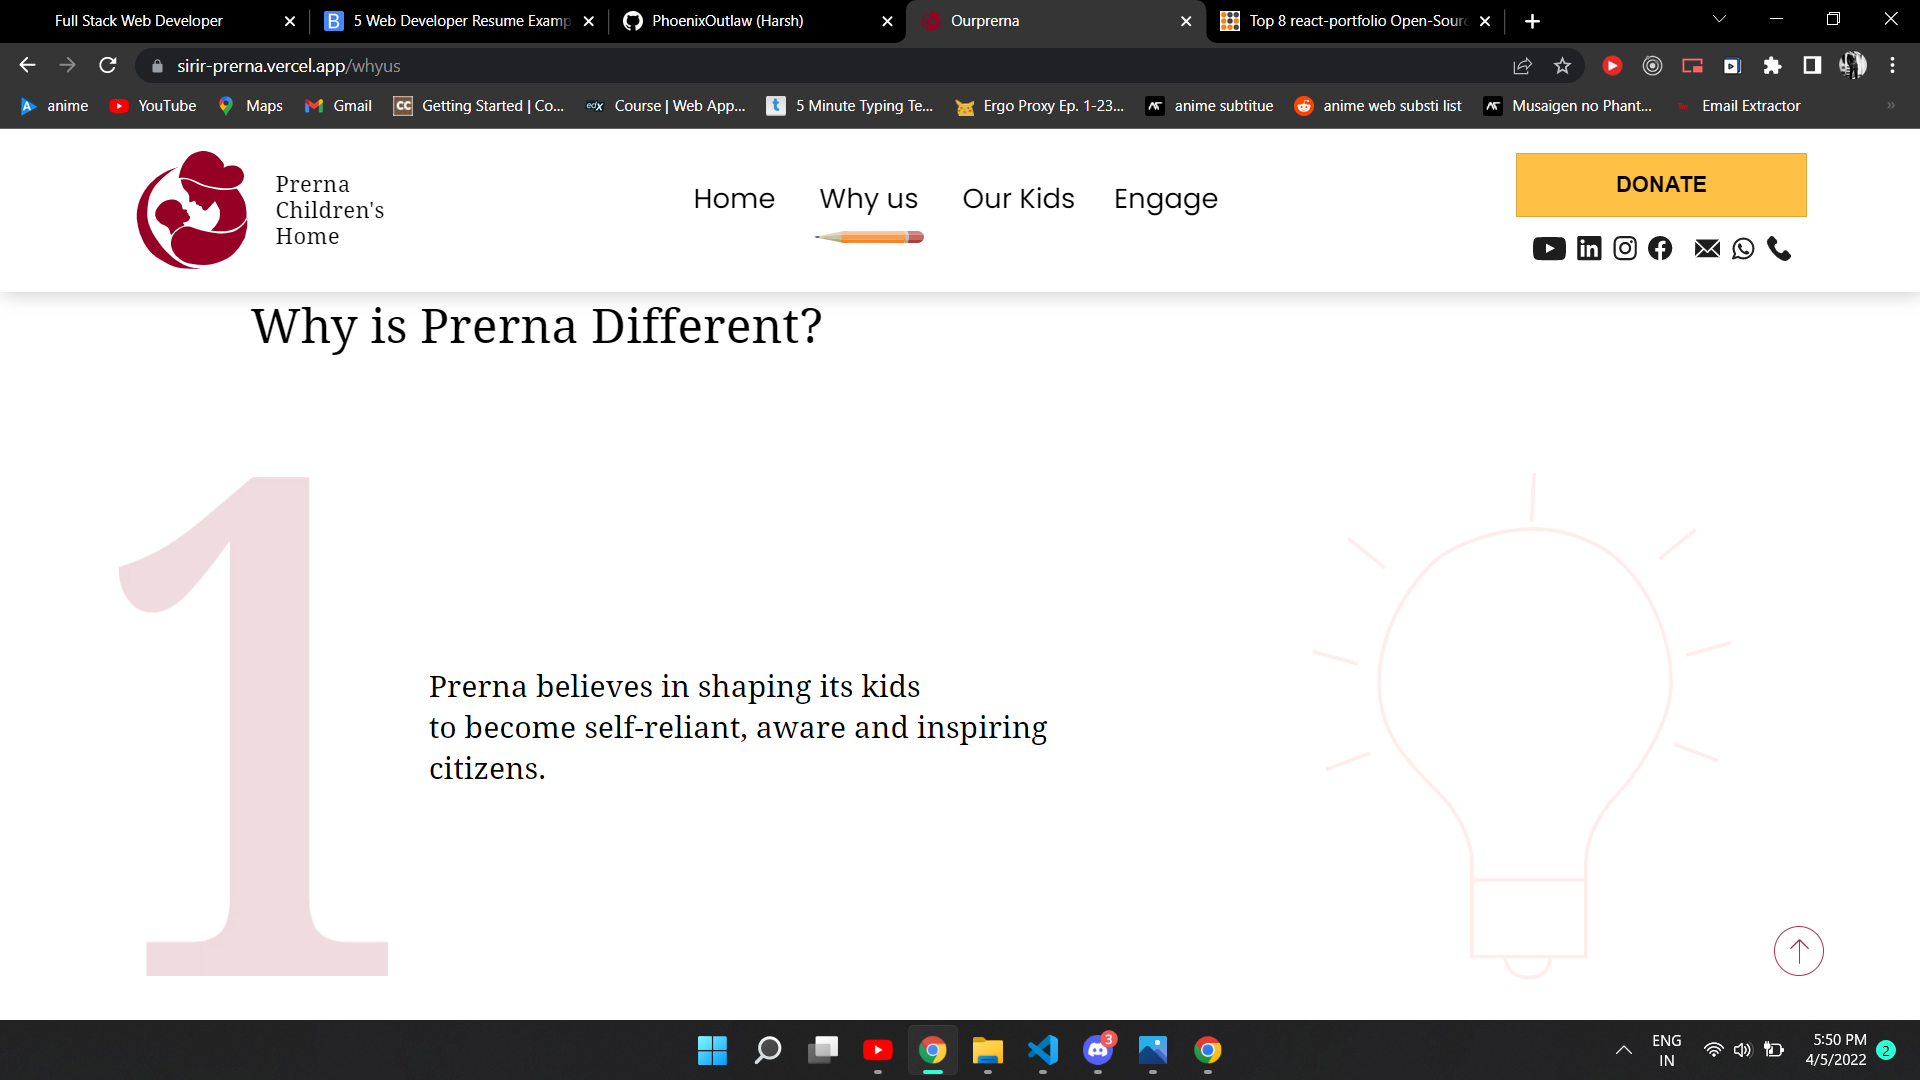 Full Stack Web Developer
5 Web Developer Resume Examp
PhoenixOutlaw (Harsh)
Ourprerna
Top 8 react-portfolio Open-Sourc
sirir-prerna.vercel.app/whyus
anime
YouTube
Maps
Gmail
CC
Getting Started | Co...
edX
Course | Web App...
t
5 Minute Typing Te...
Ergo Proxy Ep. 1-23...
anime subtitue
anime web substi list
Musaigen no Phant...
Email Extractor
»
Prerna
Children's
Home
Home
Why us
Our Kids
Engage
DONATE
Why is Prerna Different?
1
Prerna believes in shaping its kids
to become self-reliant, aware and inspiring
citizens.
3
ENG
IN
5:50 PM
4/5/2022
2